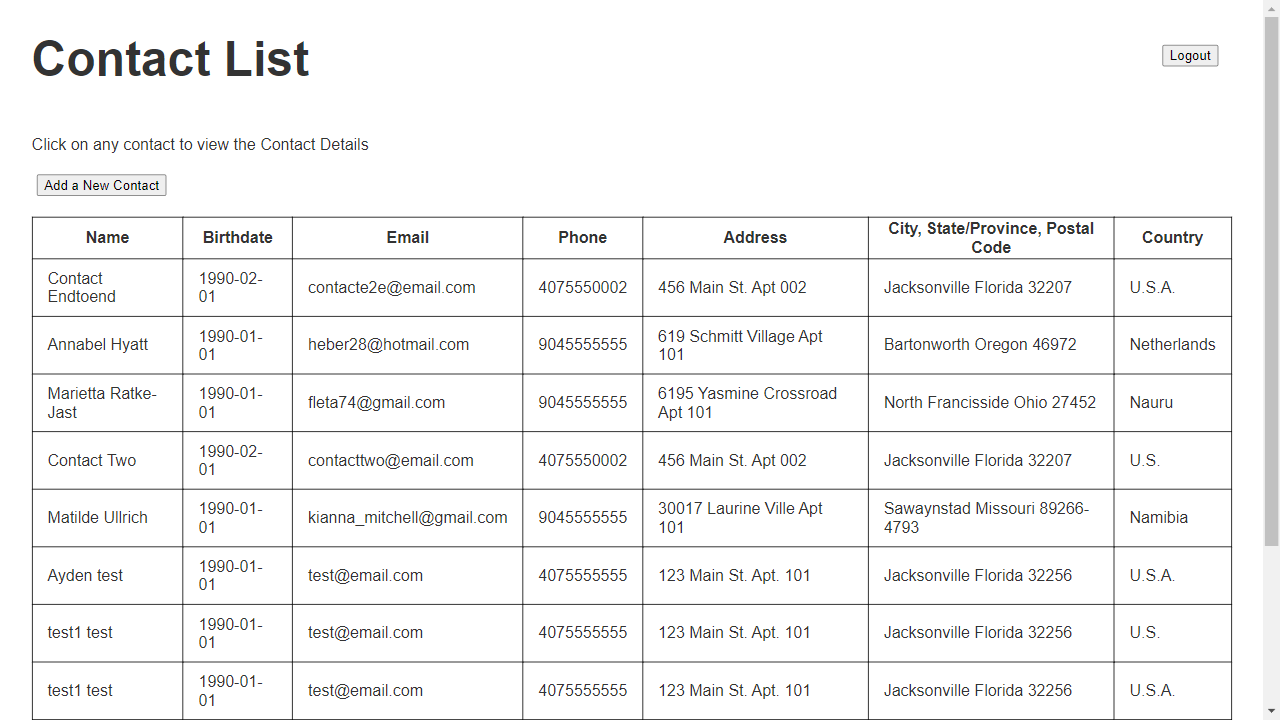 Contact List
Logout
Click on any contact to view the Contact Details
Add a New Contact
Name Birthdate Email Phone Address City, State/Province, Postal Code Country
Contact Endtoend 1990-02-01 contacte2e@email.com 4075550002 456 Main St. Apt 002 Jacksonville Florida 32207 U.S.A.
Annabel Hyatt 1990-01-01 heber28@hotmail.com 9045555555 619 Schmitt Village Apt 101 Bartonworth Oregon 46972 Netherlands
Marietta Ratke-Jast 1990-01-01 fleta74@gmail.com 9045555555 6195 Yasmine Crossroad Apt 101 North Francisside Ohio 27452 Nauru
Contact Two 1990-02-01 contacttwo@email.com 4075550002 456 Main St. Apt 002 Jacksonville Florida 32207 U.S.
Matilde Ullrich 1990-01-01 kianna_mitchell@gmail.com 9045555555 30017 Laurine Ville Apt 101 Sawaynstad Missouri 89266-4793 Namibia
Ayden test 1990-01-01 test@email.com 4075555555 123 Main St. Apt. 101 Jacksonville Florida 32256 U.S.A.
test1 test 1990-01-01 test@email.com 4075555555 123 Main St. Apt. 101 Jacksonville Florida 32256 U.S.
test1 test 1990-01-01 test@email.com 4075555555 123 Main St. Apt. 101 Jacksonville Florida 32256 U.S.A.